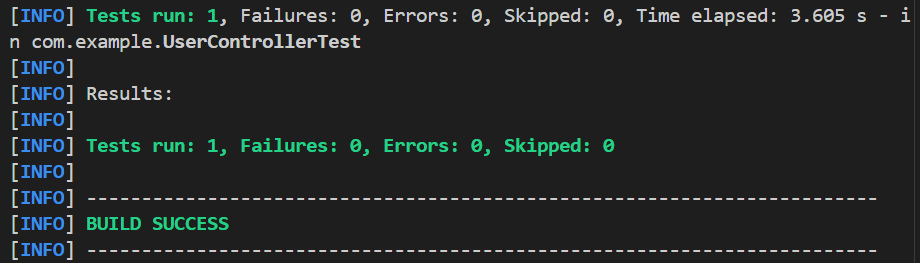 [INFO] Tests run: 1, Failures: 0, Errors: 0, Skipped: 0, Time elapsed: 3.605 s - i
n com.example.UserControllerTest
[INFO]
[INFO] Results:
[INFO]
[INFO] Tests run: 1, Failures: 0, Errors: 0, Skipped: 0
[INFO]
[INFO] ------------------------------------------------------------------------
[INFO] BUILD SUCCESS
[INFO] ------------------------------------------------------------------------